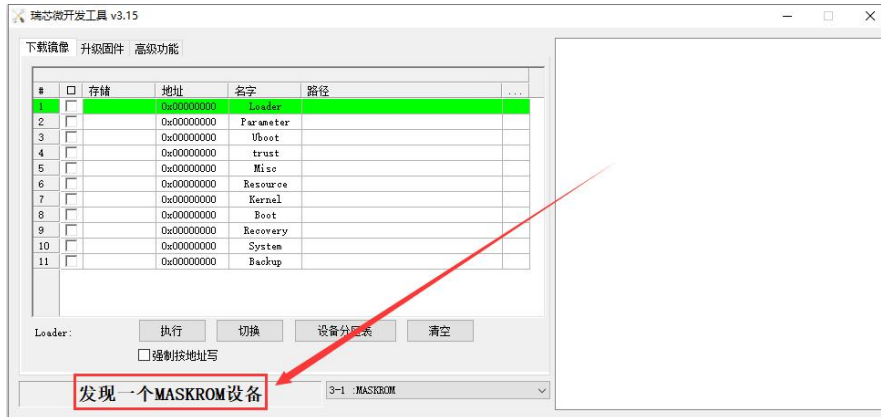 瑞芯微开发工具 v3.15
下载镜像 升级固件 高级功能
# 存储 地址 名字 路径 ...
1 0x00000000 Loader
2 0x00000000 Parameter
3 0x00000000 Uboot
4 0x00000000 trust
5 0x00000000 Misc
6 0x00000000 Resource
7 0x00000000 Kernel
8 0x00000000 Boot
9 0x00000000 Recovery
10 0x00000000 System
11 0x00000000 Backup
Loader: 执行 切换 设备分区表 清空
强制按地址写
发现一个MASKROM设备 3-1 :MASKROM